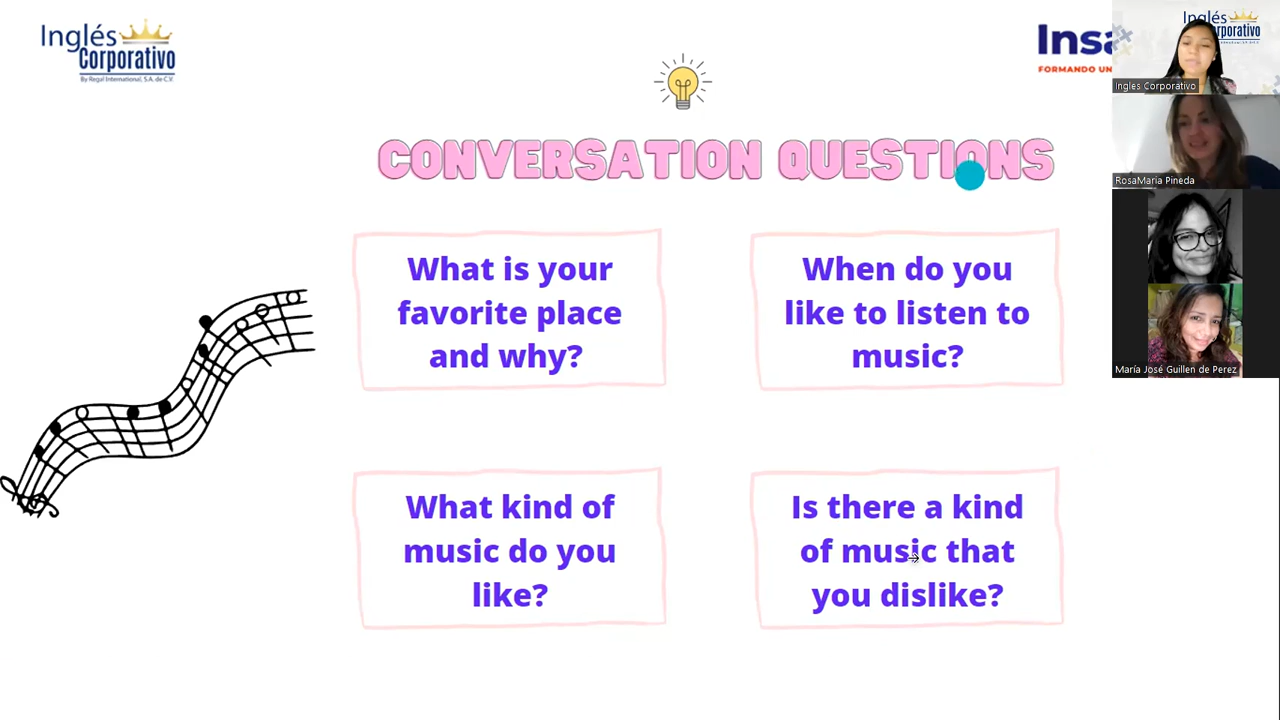 Inglés
Corporativo
By Regal International, S.A. de C.V.
Insa
FORMANDO UN
CONVERSATION QUESTIONS
What is your
favorite place
and why?
When do you
like to listen to
music?
What kind of
music do you
like?
Is there a kind
of music that
you dislike?
Inglés
rporativo
Ingles Corporativo
RosaMaría Pineda
María José Guillen de Perez